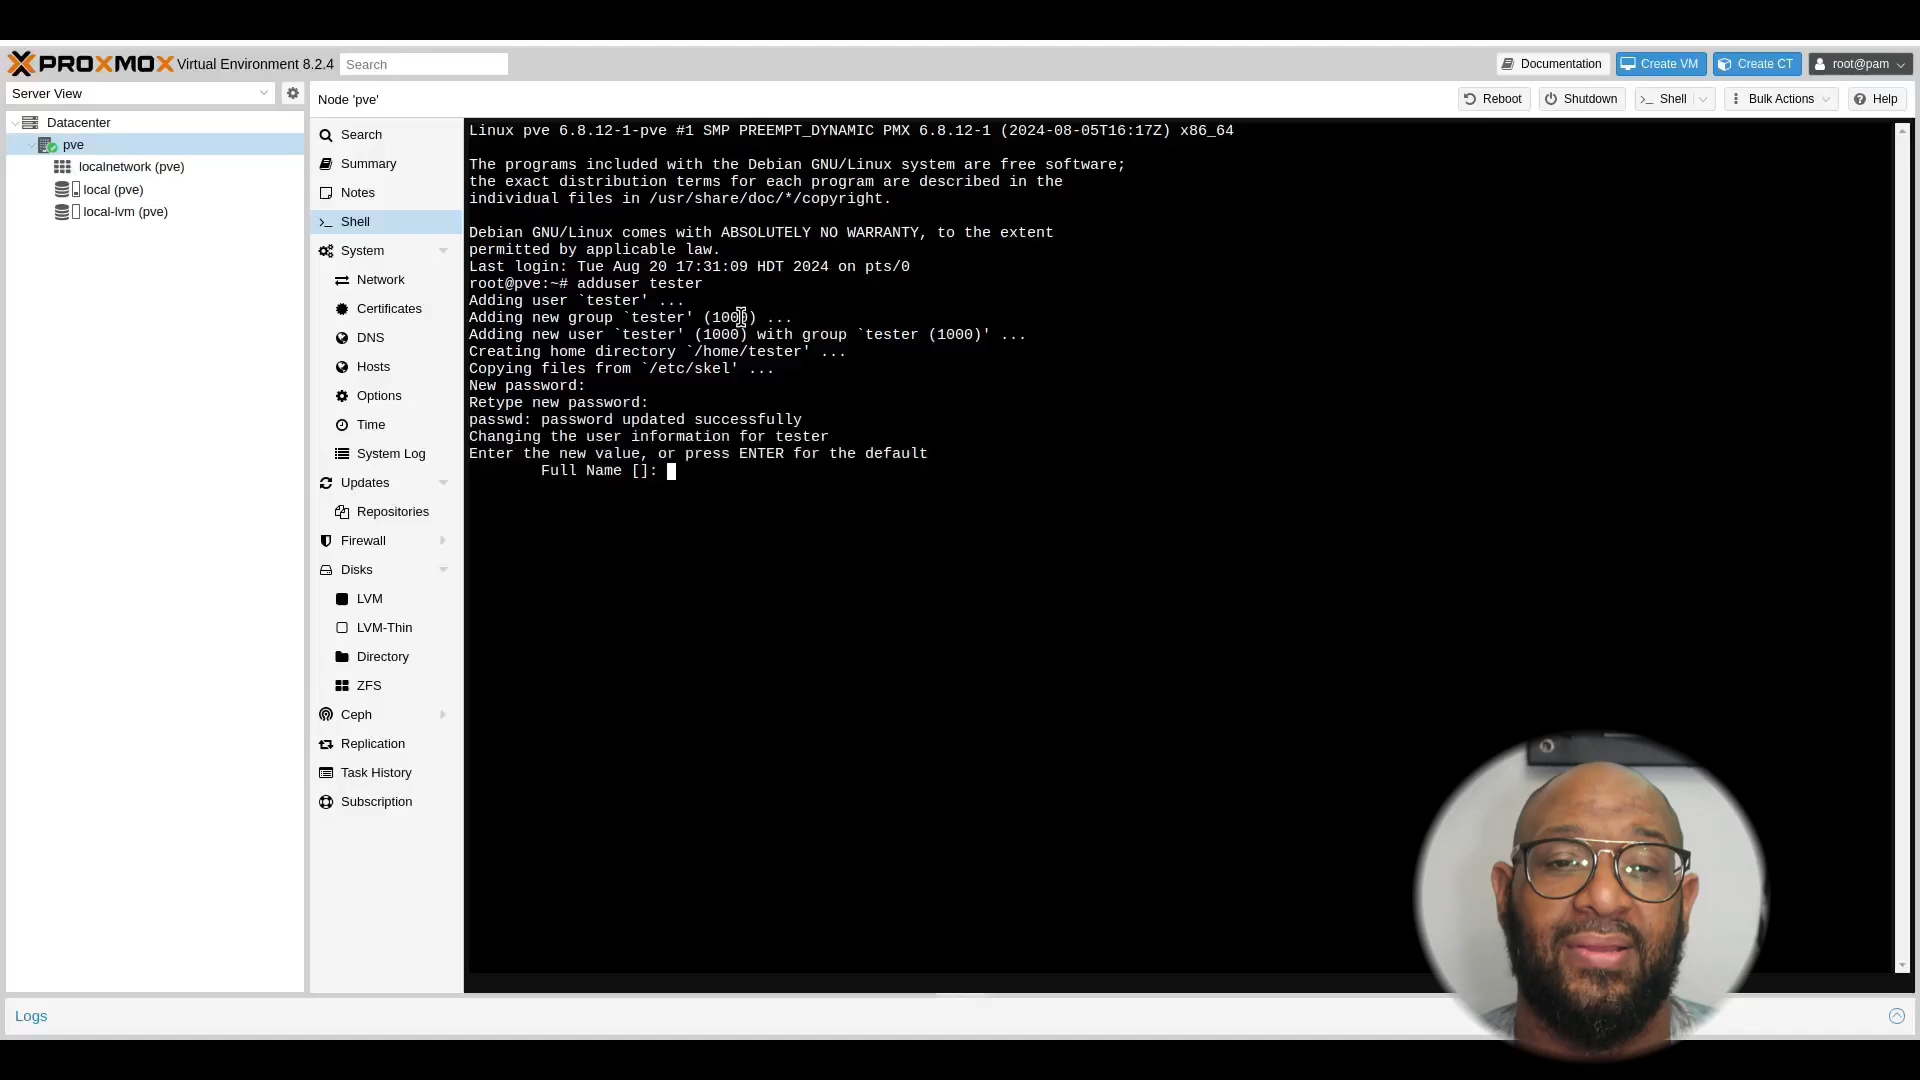 PROXMOX Virtual Environment 8.2.4 Search Documentation Create VM Create CT root@pam
Server View
Node 'pve' Reboot Shutdown Shell Bulk Actions Help
Datacenter
pve
localnetwork (pve)
local (pve)
local-lvm (pve)
Search
Summary
Notes
Shell
System
Network
Certificates
DNS
Hosts
Options
Time
System Log
Updates
Repositories
Firewall
Disks
LVM
LVM-Thin
Directory
ZFS
Ceph
Replication
Task History
Subscription
Linux pve 6.8.12-1-pve #1 SMP PREEMPT_DYNAMIC PMX 6.8.12-1 (2024-08-05T16:17Z) x86_64
The programs included with the Debian GNU/Linux system are free software;
the exact distribution terms for each program are described in the
individual files in /usr/share/doc/*/copyright.
Debian GNU/Linux comes with ABSOLUTELY NO WARRANTY, to the extent
permitted by applicable law.
Last login: Tue Aug 20 17:31:09 HDT 2024 on pts/0
root@pve:~# adduser tester
Adding user `tester' ...
Adding new group `tester' (1000) ...
Adding new user `tester' (1000) with group `tester (1000)' ...
Creating home directory `/home/tester' ...
Copying files from `/etc/skel' ...
New password:
Retype new password:
passwd: password updated successfully
Changing the user information for tester
Enter the new value, or press ENTER for the default
Full Name []:
Logs